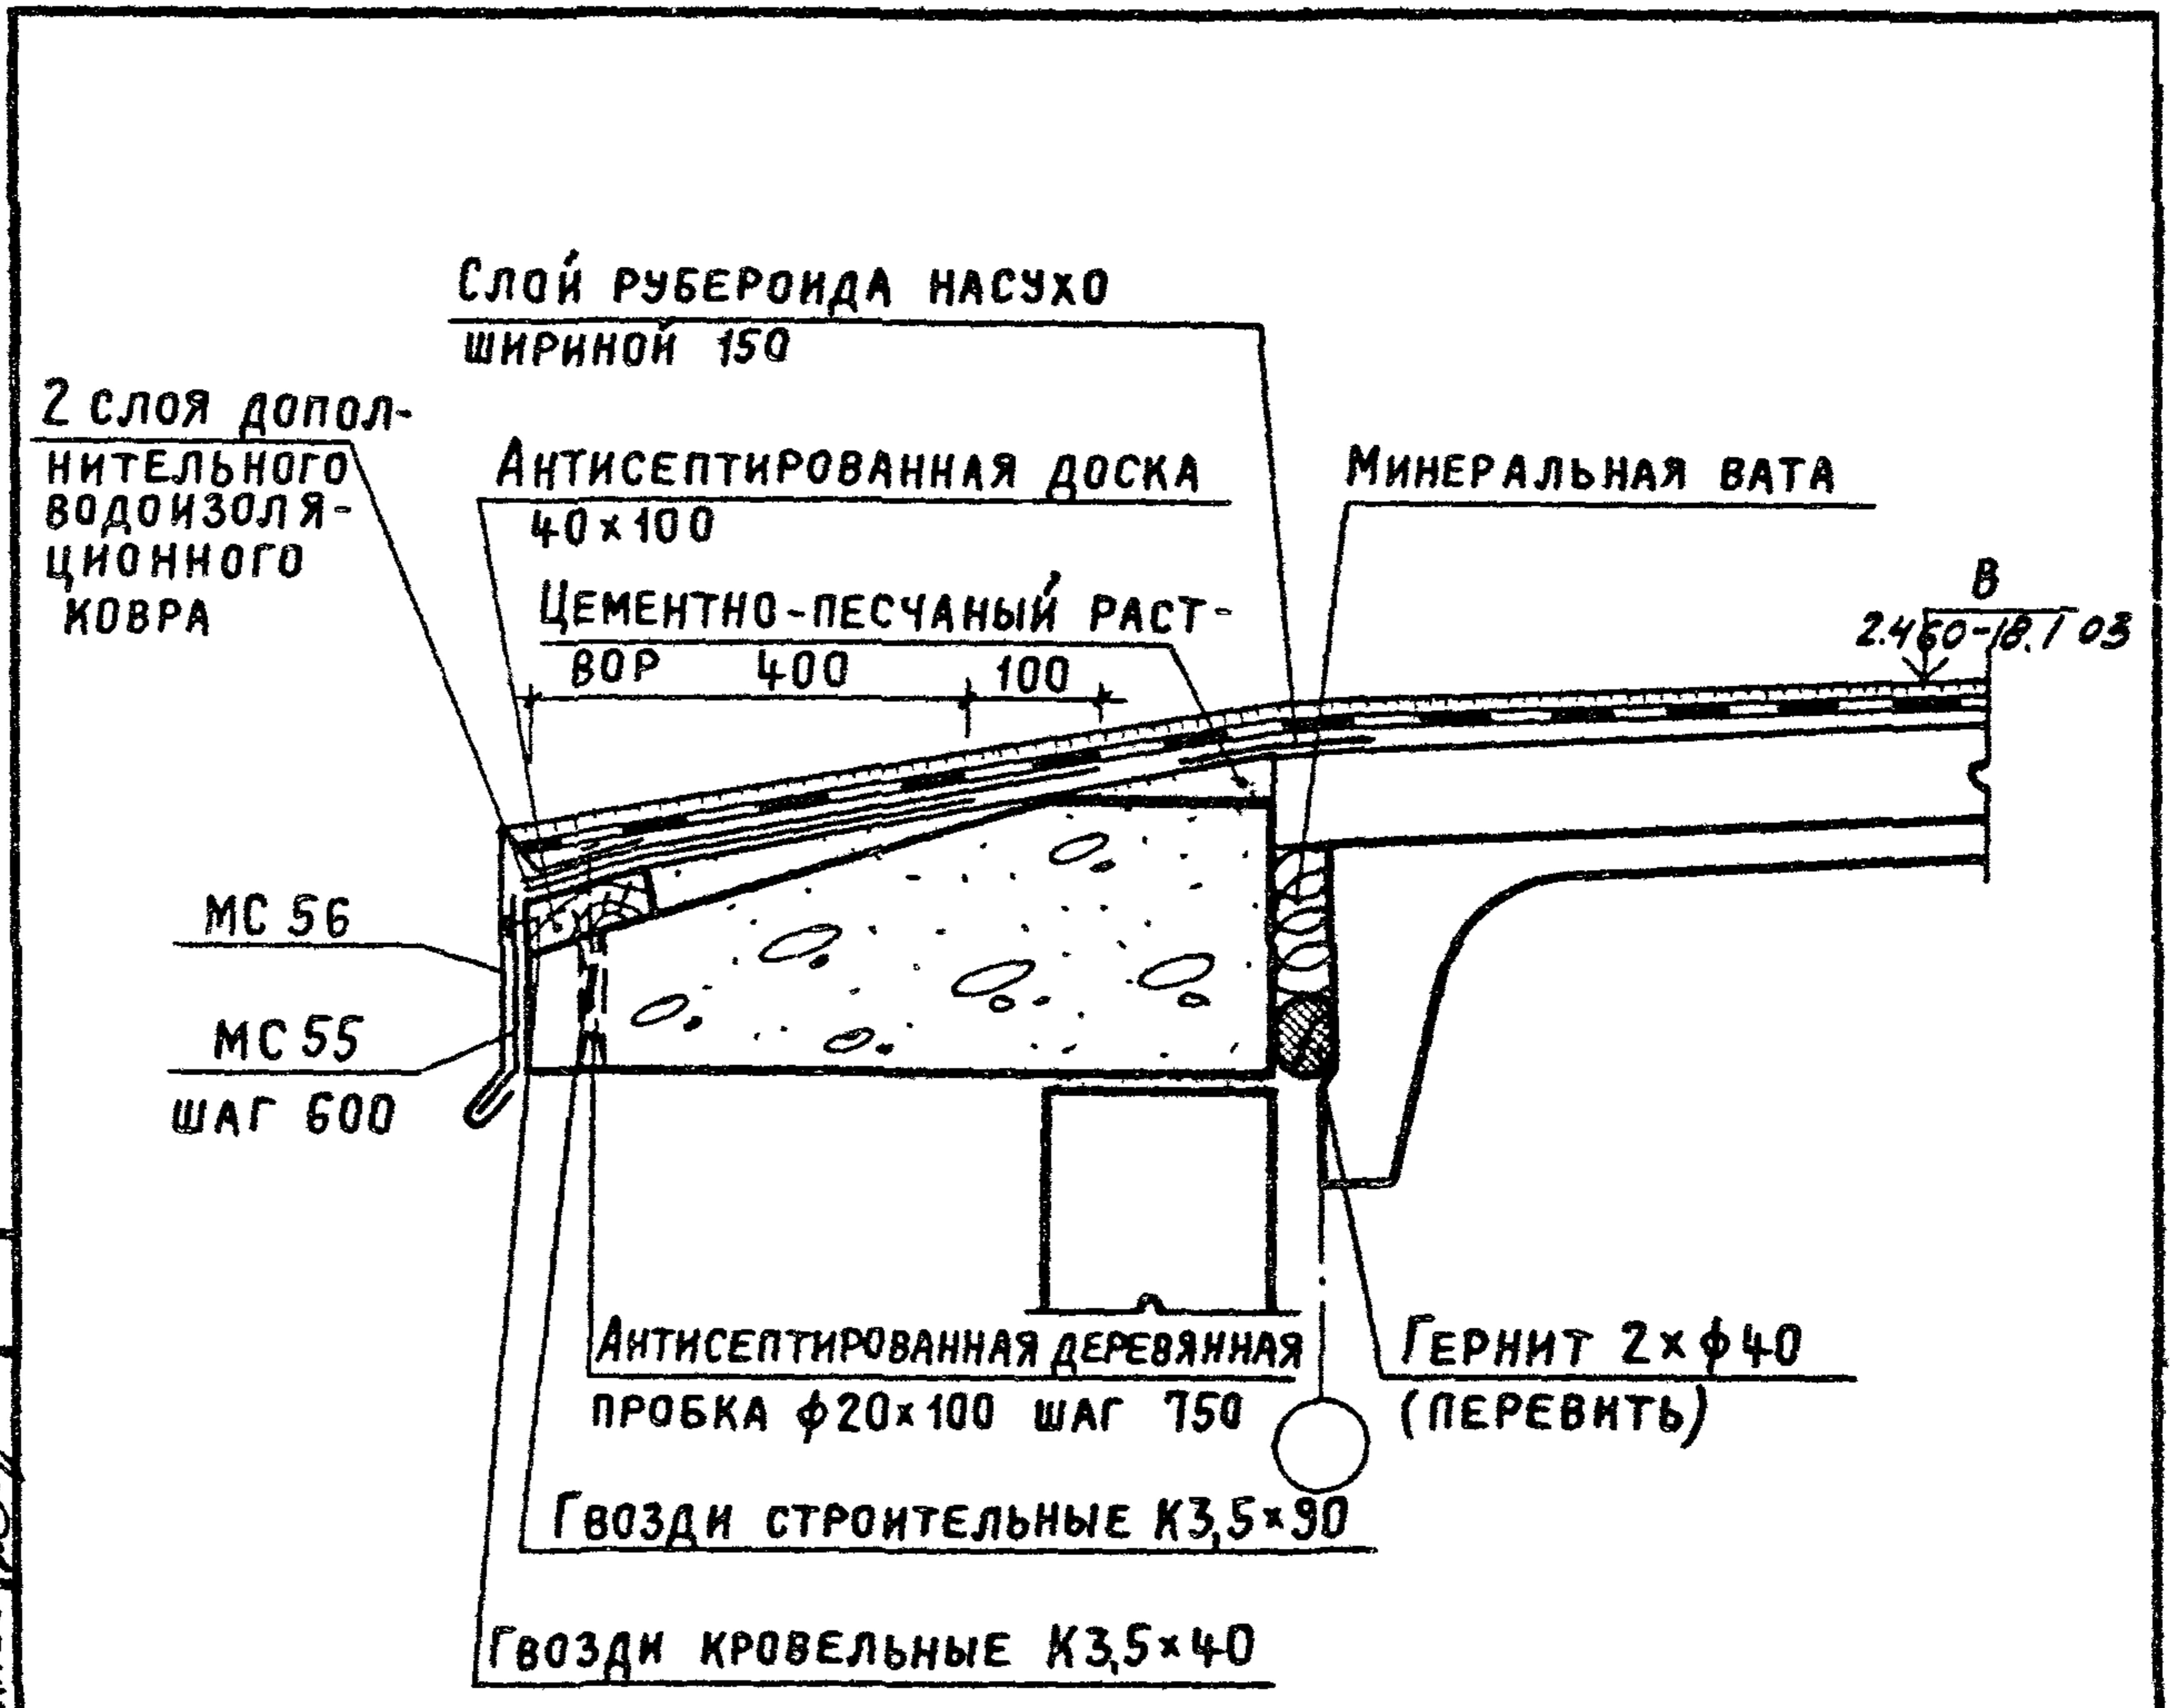 Слой рубероида насухо
шириной 150
2 слоя допол-
нительного
водоизоля-
ционного
ковра
Антисептированная доска
40×100
Минеральная вата
Цементно-песчаный раст-
вор 400 100
В
2.460-18.1 03
МС 56
МС 55
шаг 600
Антисептированная деревянная
пробка ф20×100 шаг 750
Гернит 2×ф40
(перевить)
Гвозди строительные К3,5×90
Гвозди кровельные К3,5×40